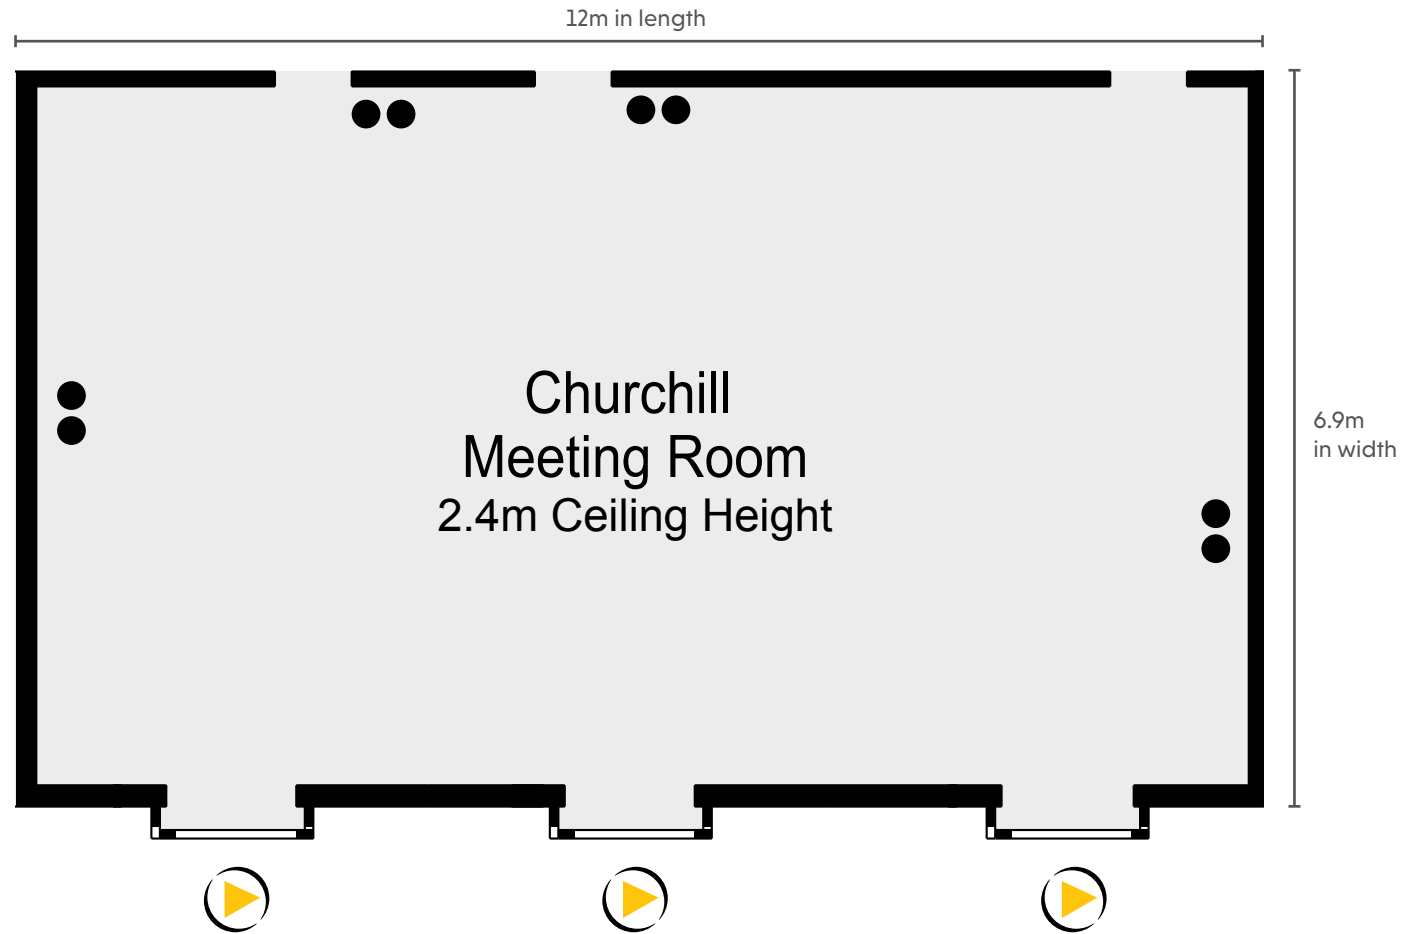 12m in length
Churchill
Meeting Room
2.4m Ceiling Height
6.9m
in width